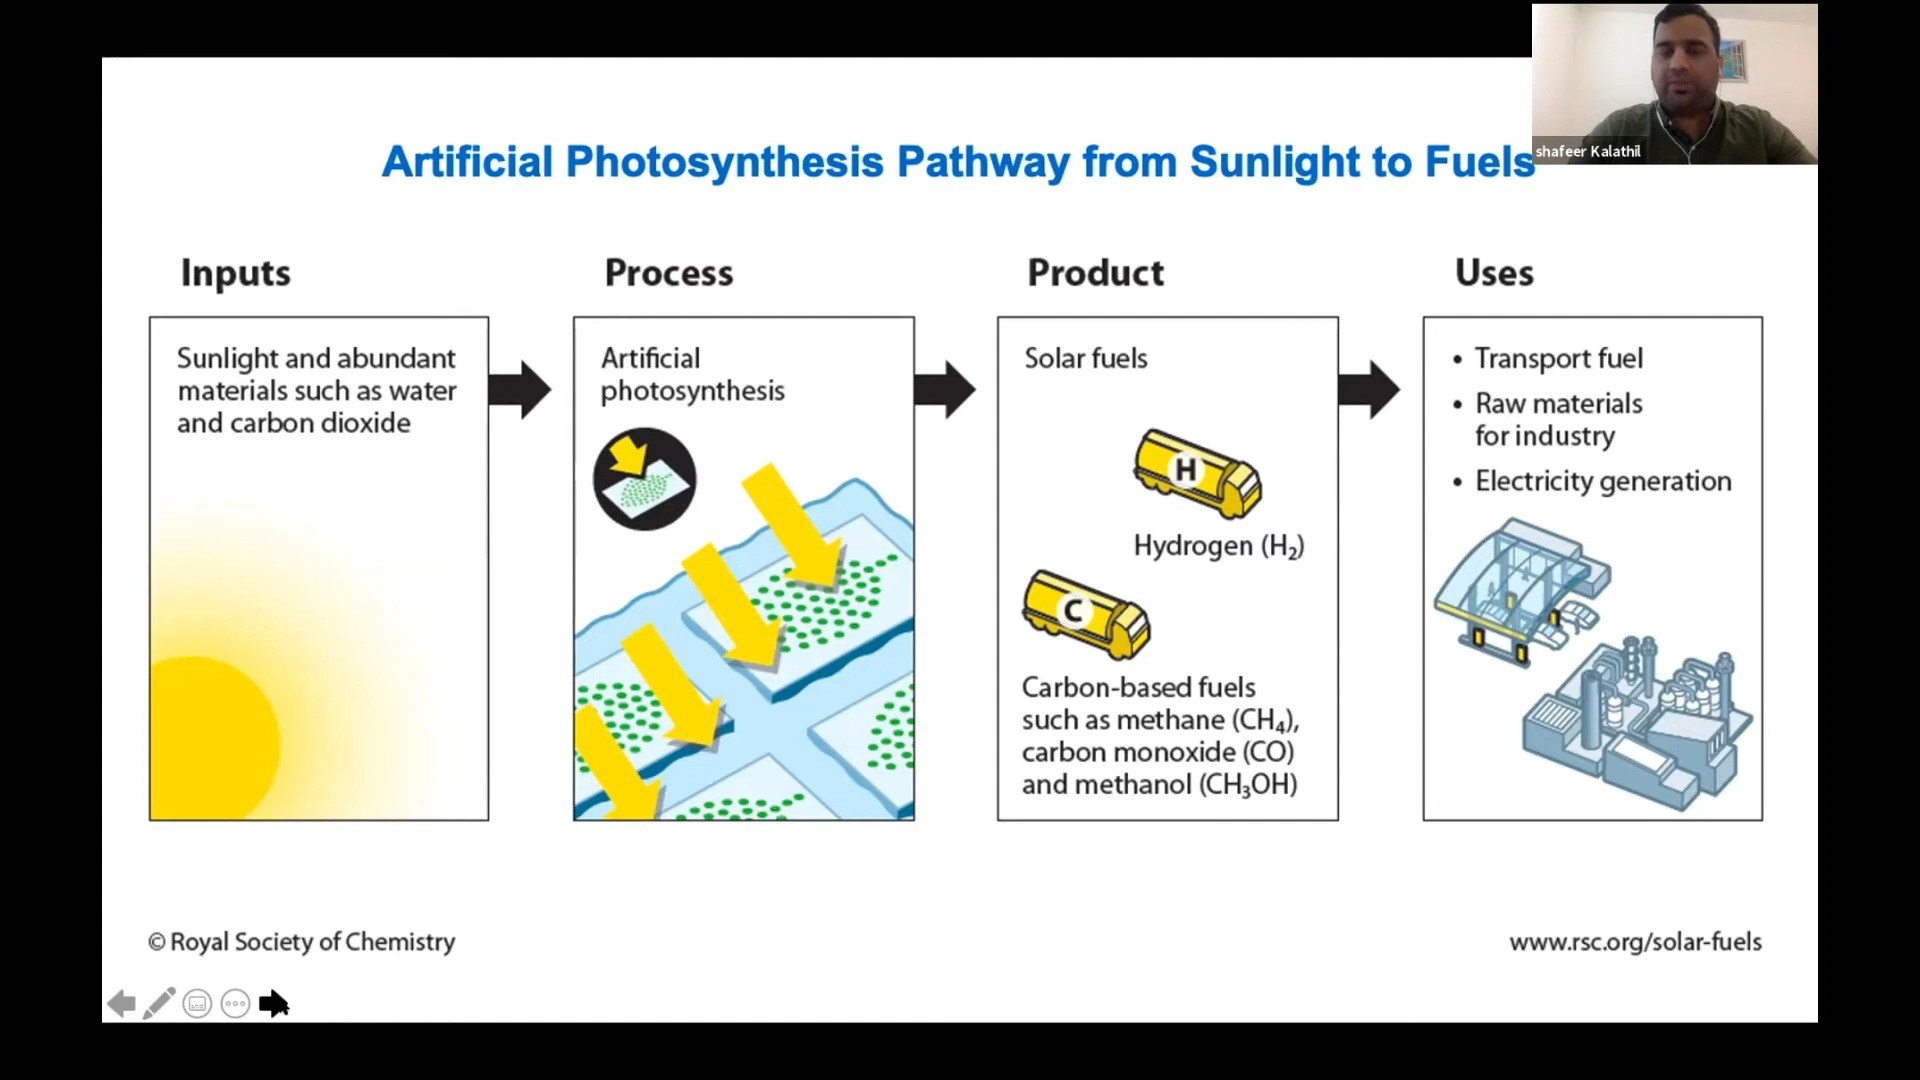 shafeer Kalathil
Artificial Photosynthesis Pathway from Sunlight to Fuels
Inputs
Sunlight and abundant
materials such as water
and carbon dioxide
Process
Artificial
photosynthesis
Product
Solar fuels
H
Hydrogen (H₂)
C
Carbon-based fuels
such as methane (CH₄),
carbon monoxide (CO)
and methanol (CH₃OH)
Uses
• Transport fuel
• Raw materials
for industry
• Electricity generation
© Royal Society of Chemistry
www.rsc.org/solar-fuels